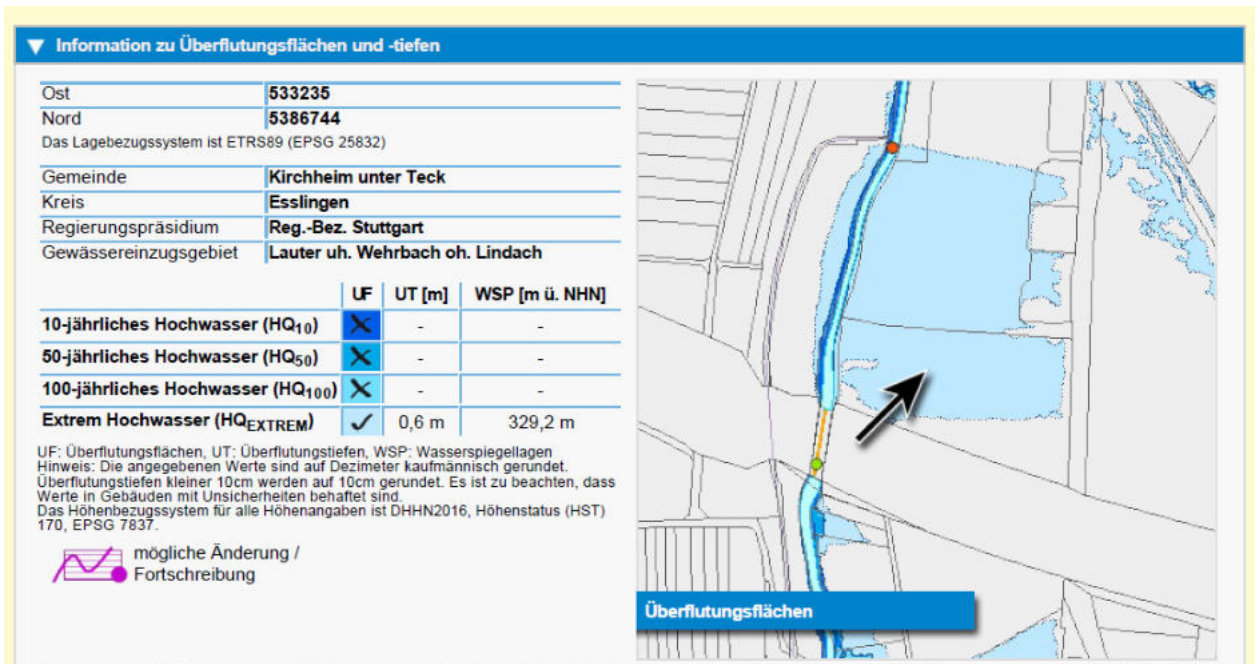 Information zu Überflutungsflächen und -tiefen
Ost 533235
Nord 5386744
Das Lagebezugssystem ist ETRS89 (EPSG 25832)
Gemeinde Kirchheim unter Teck
Kreis Esslingen
Regierungspräsidium Reg.-Bez. Stuttgart
Gewässereinzugsgebiet Lauter uh. Wehrbach oh. Lindach
UF UT [m] WSP [m ü. NHN]
10-jährliches Hochwasser (HQ10) - -
50-jährliches Hochwasser (HQ50) - -
100-jährliches Hochwasser (HQ100) - -
Extrem Hochwasser (HQEXTREM) 0,6 m 329,2 m
UF: Überflutungsflächen, UT: Überflutungstiefen, WSP: Wasserspiegellagen
Hinweis: Die angegebenen Werte sind auf Dezimeter kaufmännisch gerundet.
Überflutungstiefen kleiner 10cm werden auf 10cm gerundet. Es ist zu beachten, dass
Werte in Gebäuden mit Unsicherheiten behaftet sind.
Das Höhenbezugssystem für alle Höhenangaben ist DHHN2016, Höhenstatus (HST)
170, EPSG 7837.
mögliche Änderung /
Fortschreibung
Überflutungsflächen